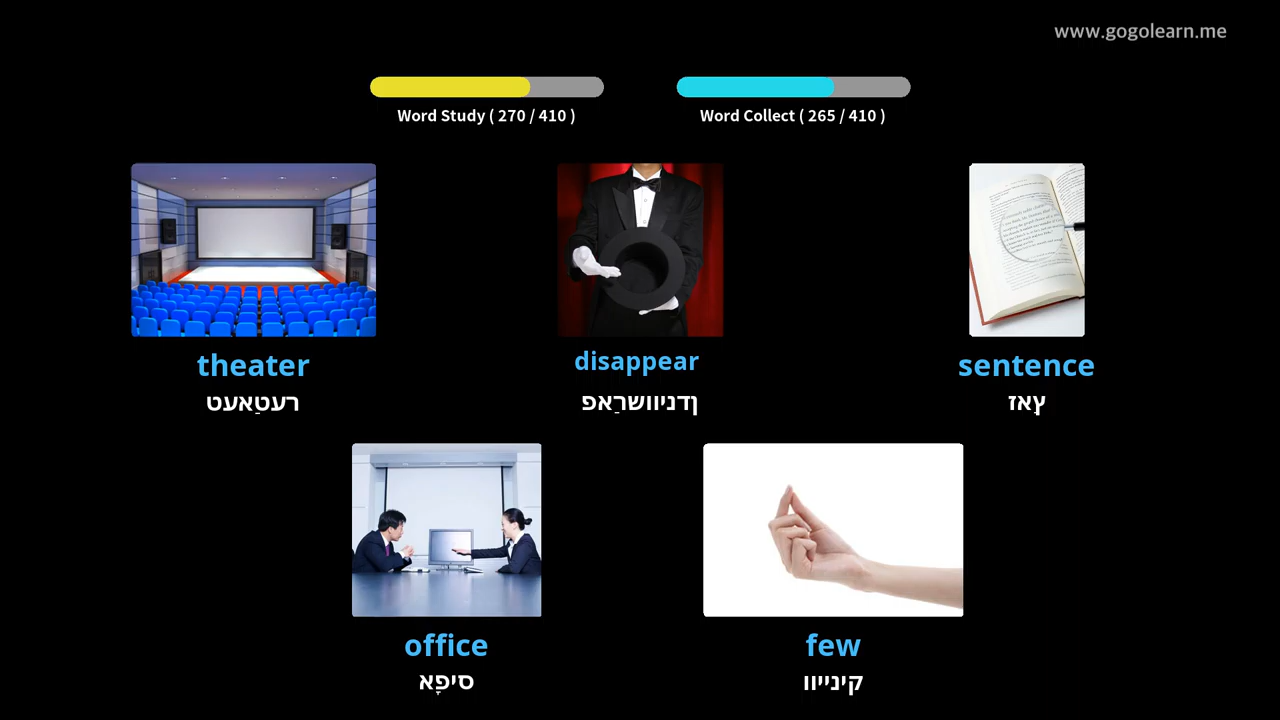 www.gogolearn.me
Word Study ( 270 / 410 )
Word Collect ( 265 / 410 )
theater
רעטַאעט
disappear
ןדניוושרַאפ
sentence
ץַאז
office
סיפָא
few
קינייוו